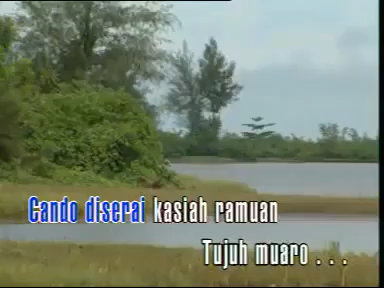 Cando diserai kasiah ramuan
Tujuh muaro . . .